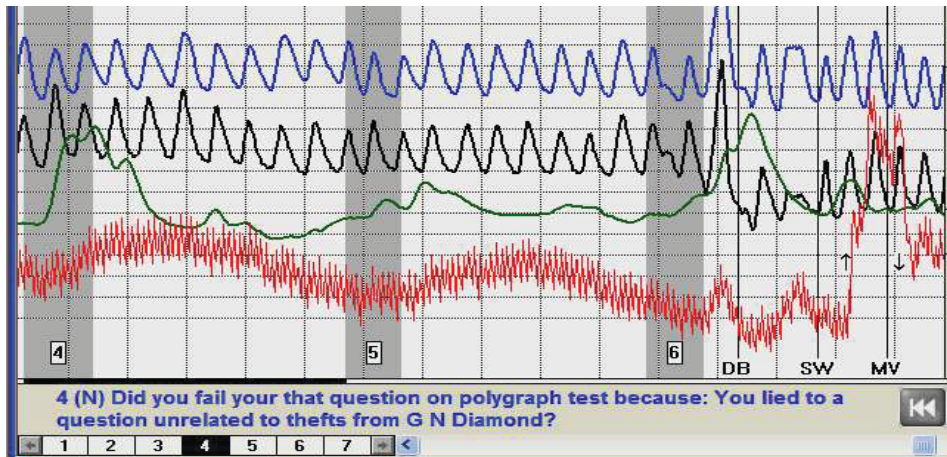 4 5 6
DB SW MV
4 (N) Did you fail your that question on polygraph test because: You lied to a
question unrelated to thefts from G N Diamond?
1 2 3 4 5 6 7